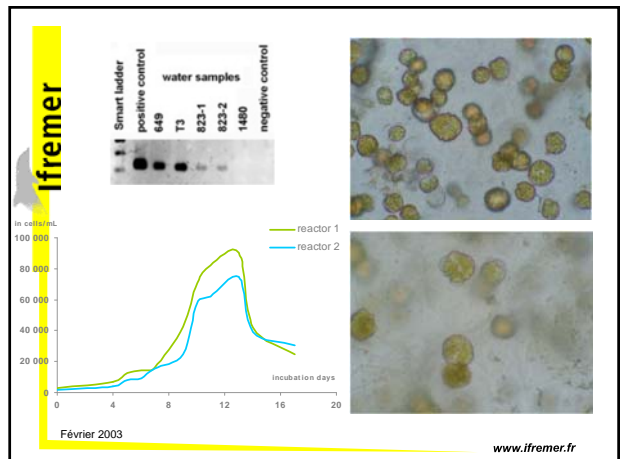 Ifremer
Smart ladder
positive control
water samples
649
T3
823-1
823-2
1480
negative control
in cells/mL
reactor 1
reactor 2
100 000
80 000
60 000
40 000
20 000
0
incubation days
0 4 8 12 16 20
Février 2003
www.ifremer.fr